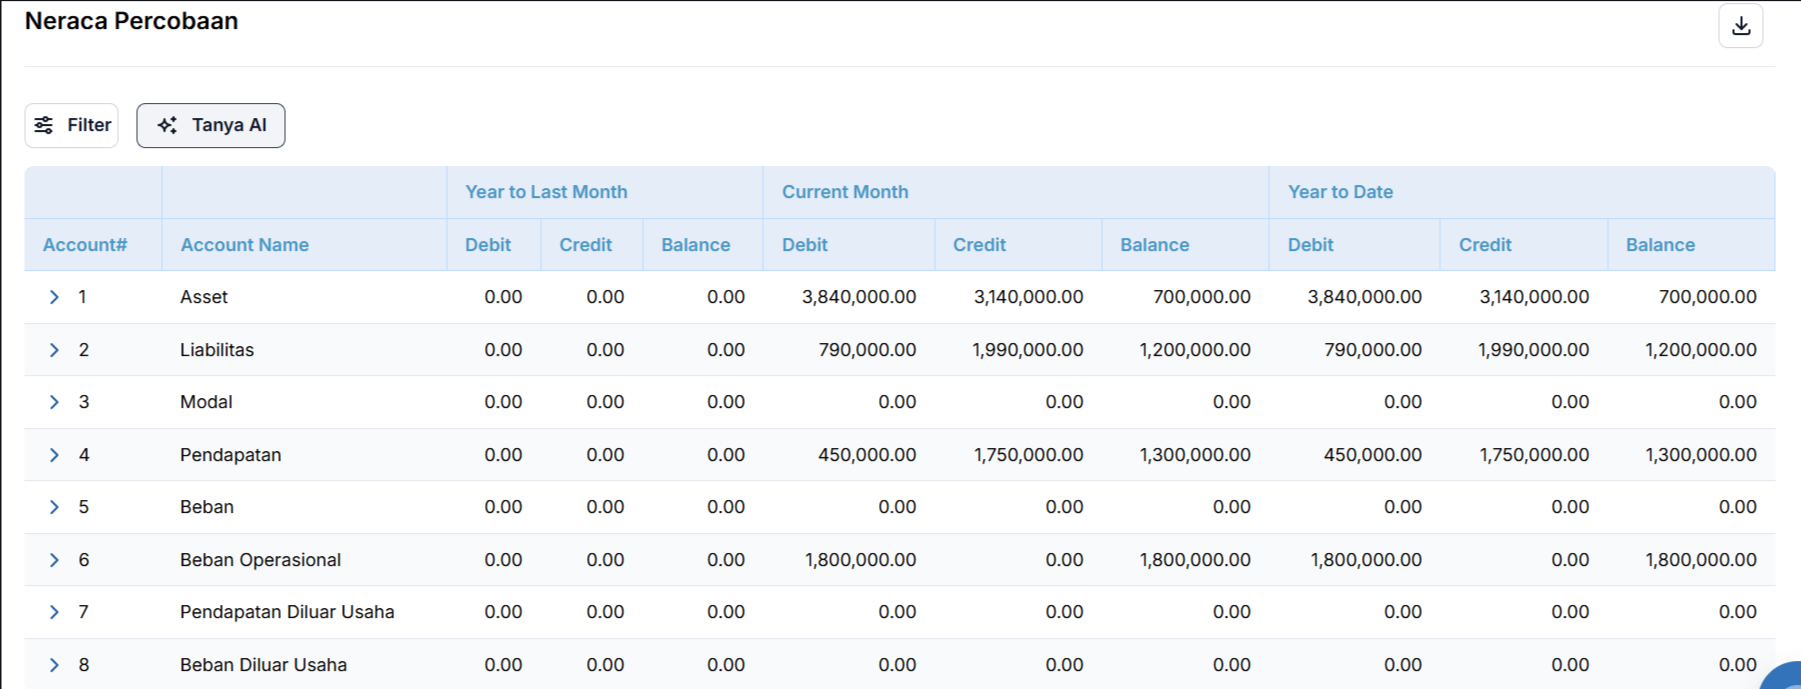 Neraca Percobaan
Filter Tanya AI
Year to Last Month Current Month Year to Date
Account# Account Name Debit Credit Balance Debit Credit Balance Debit Credit Balance
1 Asset 0.00 0.00 0.00 3,840,000.00 3,140,000.00 700,000.00 3,840,000.00 3,140,000.00 700,000.00
2 Liabilitas 0.00 0.00 0.00 790,000.00 1,990,000.00 1,200,000.00 790,000.00 1,990,000.00 1,200,000.00
3 Modal 0.00 0.00 0.00 0.00 0.00 0.00 0.00 0.00 0.00
4 Pendapatan 0.00 0.00 0.00 450,000.00 1,750,000.00 1,300,000.00 450,000.00 1,750,000.00 1,300,000.00
5 Beban 0.00 0.00 0.00 0.00 0.00 0.00 0.00 0.00 0.00
6 Beban Operasional 0.00 0.00 0.00 1,800,000.00 0.00 1,800,000.00 1,800,000.00 0.00 1,800,000.00
7 Pendapatan Diluar Usaha 0.00 0.00 0.00 0.00 0.00 0.00 0.00 0.00 0.00
8 Beban Diluar Usaha 0.00 0.00 0.00 0.00 0.00 0.00 0.00 0.00 0.00